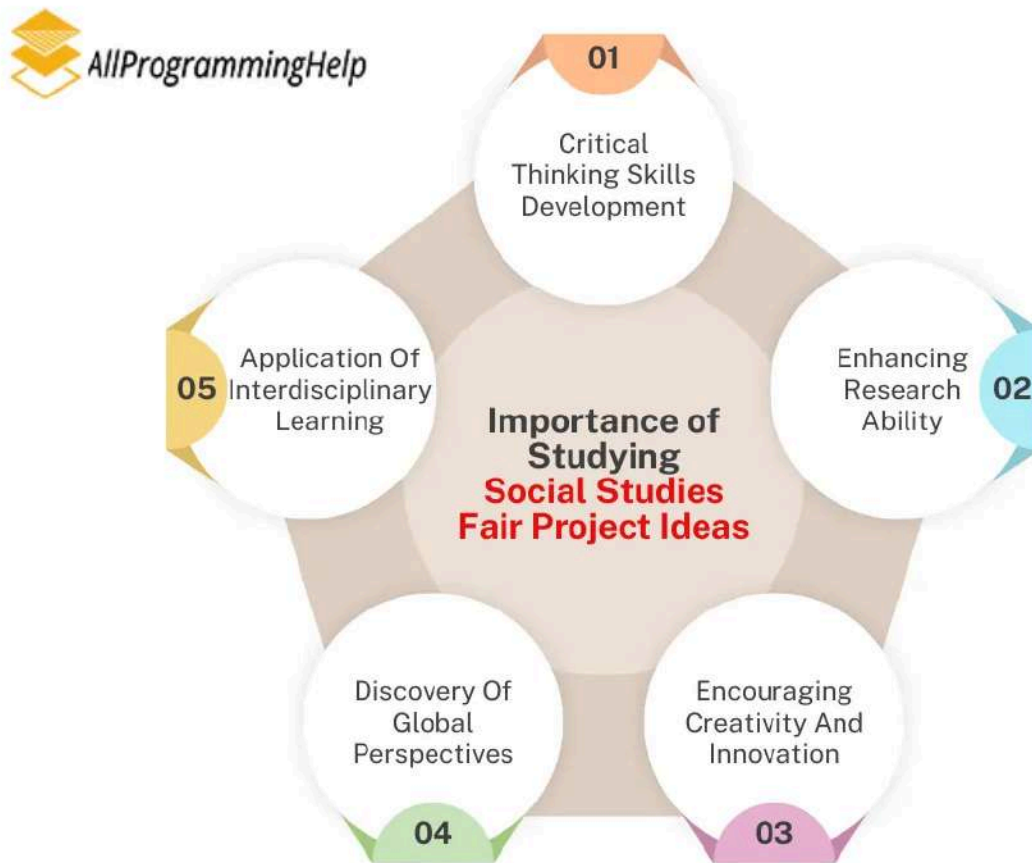 AllProgrammingHelp
01
Critical
Thinking Skills
Development
Enhancing
Research
Ability
02
Encouraging
Creativity And
Innovation
03
Discovery Of
Global
Perspectives
04
05
Application Of
Interdisciplinary
Learning
Importance of
Studying
Social Studies
Fair Project Ideas